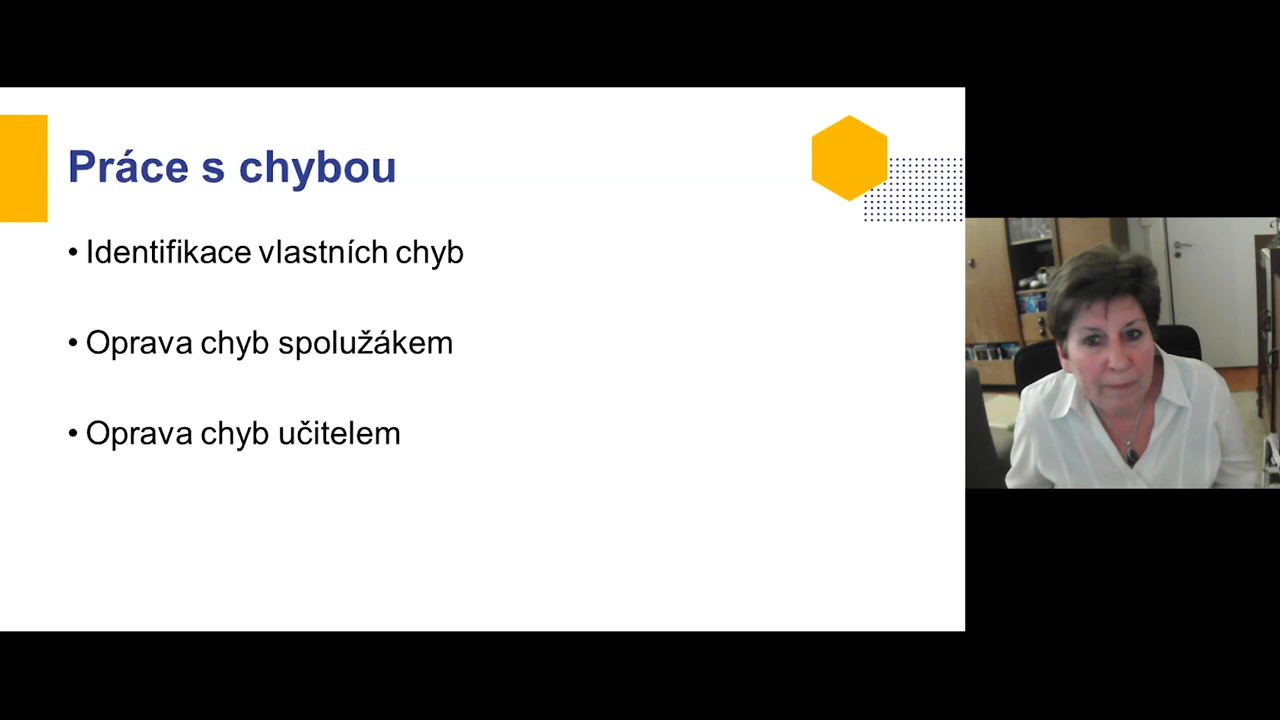 Práce s chybou
• Identifikace vlastních chyb
• Oprava chyb spolužákem
• Oprava chyb učitelem